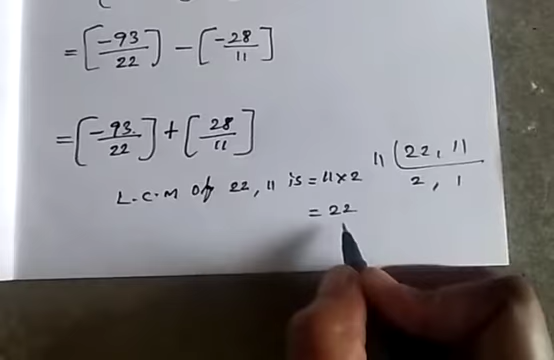 = [-93/22] - [-28/11]
= [-93/22] + [28/11]
L.C.M Of 22, 11 is = 11 × 2
= 22
11 ( 22, 11
2, 1